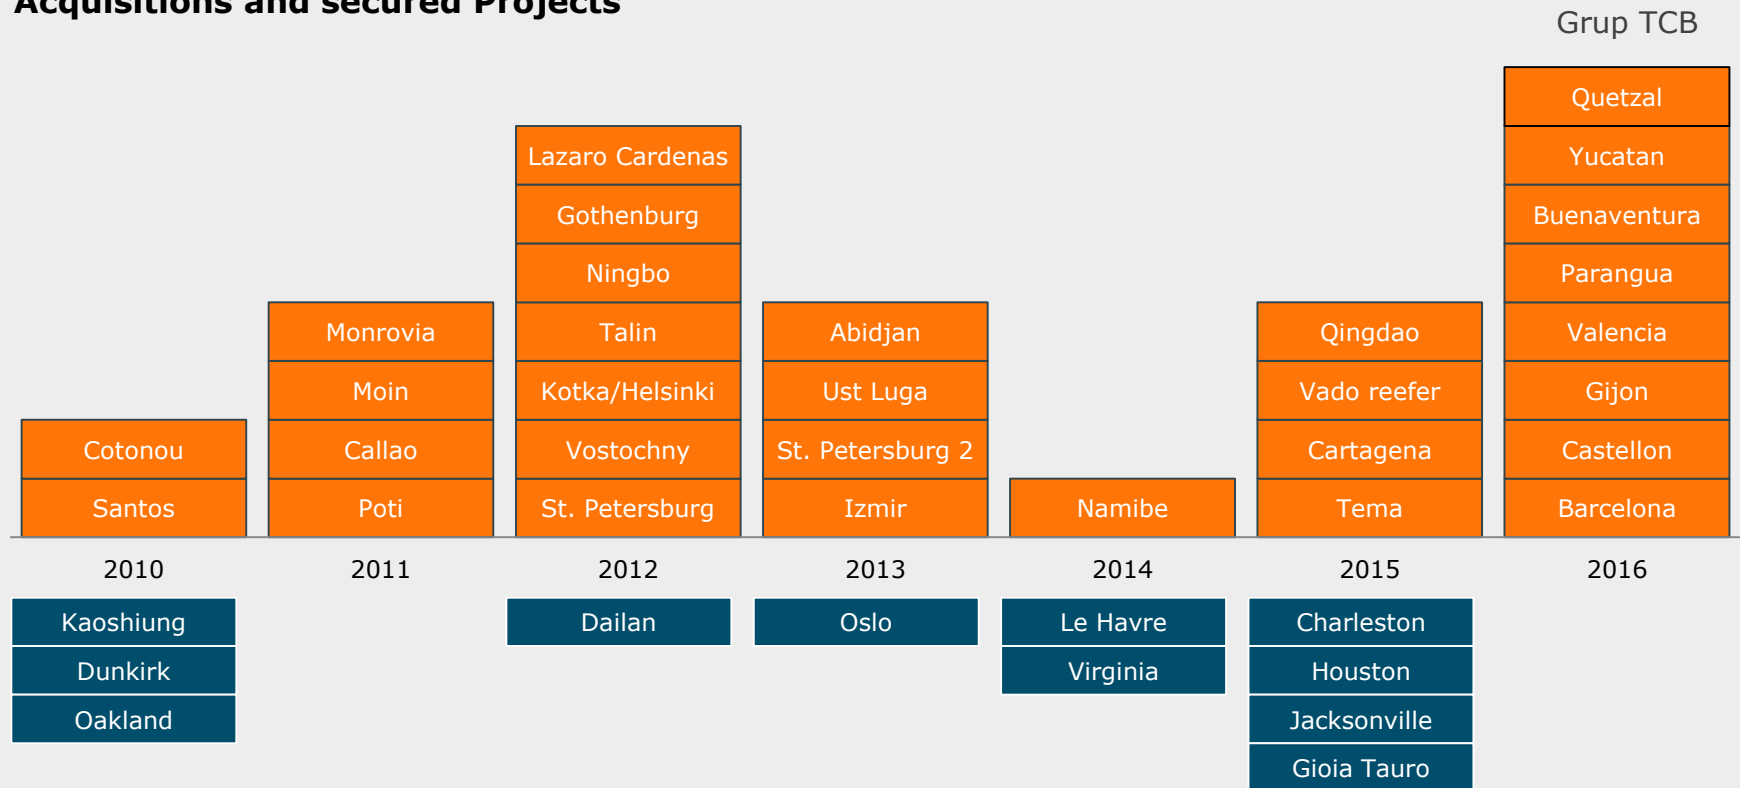 Acquisitions and secured Projects
Grup TCB
Quetzal
Lazaro Cardenas
Yucatan
Gothenburg
Buenaventura
Ningbo
Parangua
Monrovia
Talin
Abidjan
Qingdao
Valencia
Moin
Kotka/Helsinki
Ust Luga
Vado reefer
Gijon
Cotonou
Callao
Vostochny
St. Petersburg 2
Cartagena
Castellon
Santos
Poti
St. Petersburg
Izmir
Namibe
Tema
Barcelona
2010 2011 2012 2013 2014 2015 2016
Kaoshiung
Dailan
Oslo
Le Havre
Charleston
Dunkirk
Virginia
Houston
Oakland
Jacksonville
Gioia Tauro